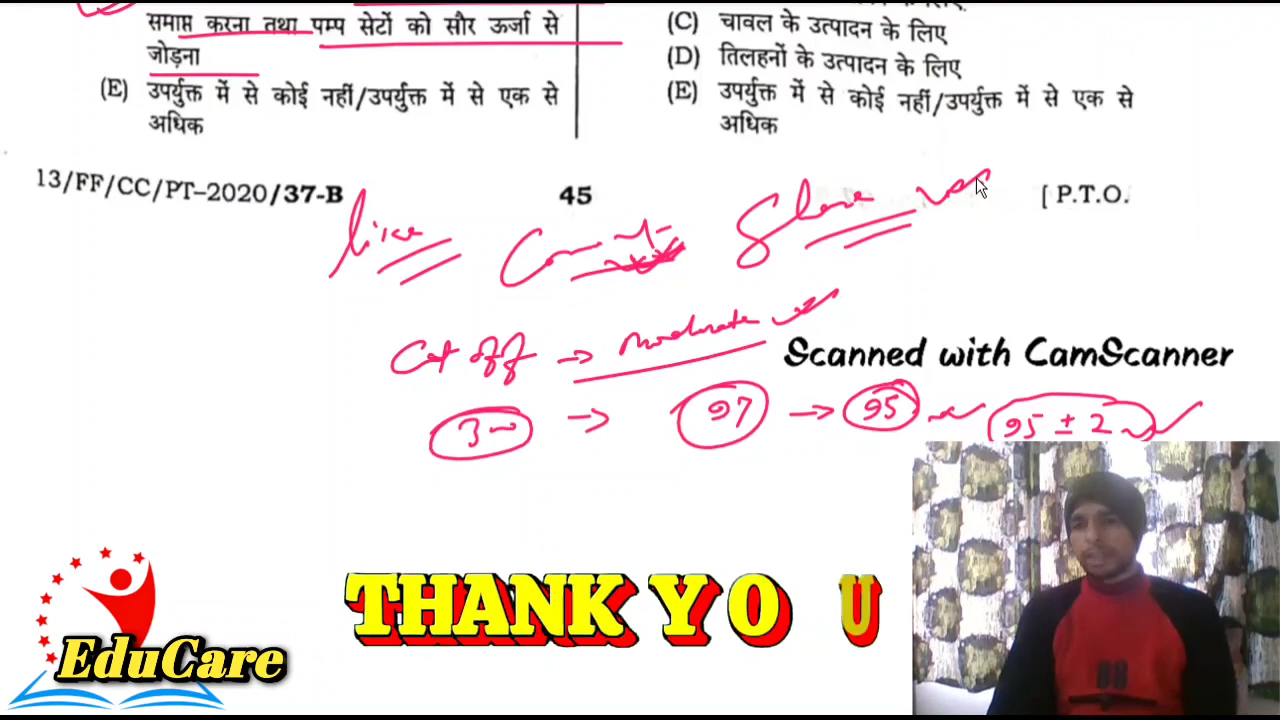 समाप्त करना तथा पम्प सेटों को सौर ऊर्जा से
जोड़ना
(E) उपर्युक्त में से कोई नहीं/उपर्युक्त में से एक से
अधिक
(C) चावल के उत्पादन के लिए
(D) तिलहनों के उत्पादन के लिए
(E) उपर्युक्त में से कोई नहीं/उपर्युक्त में से एक से
अधिक
13/FF/CC/PT–2020/37-B
45
[ P.T.O.
like
Share
Cut off → moderate
→ 97 → 95 95 ± 2
Scanned with CamScanner
THANK YO U
EduCare